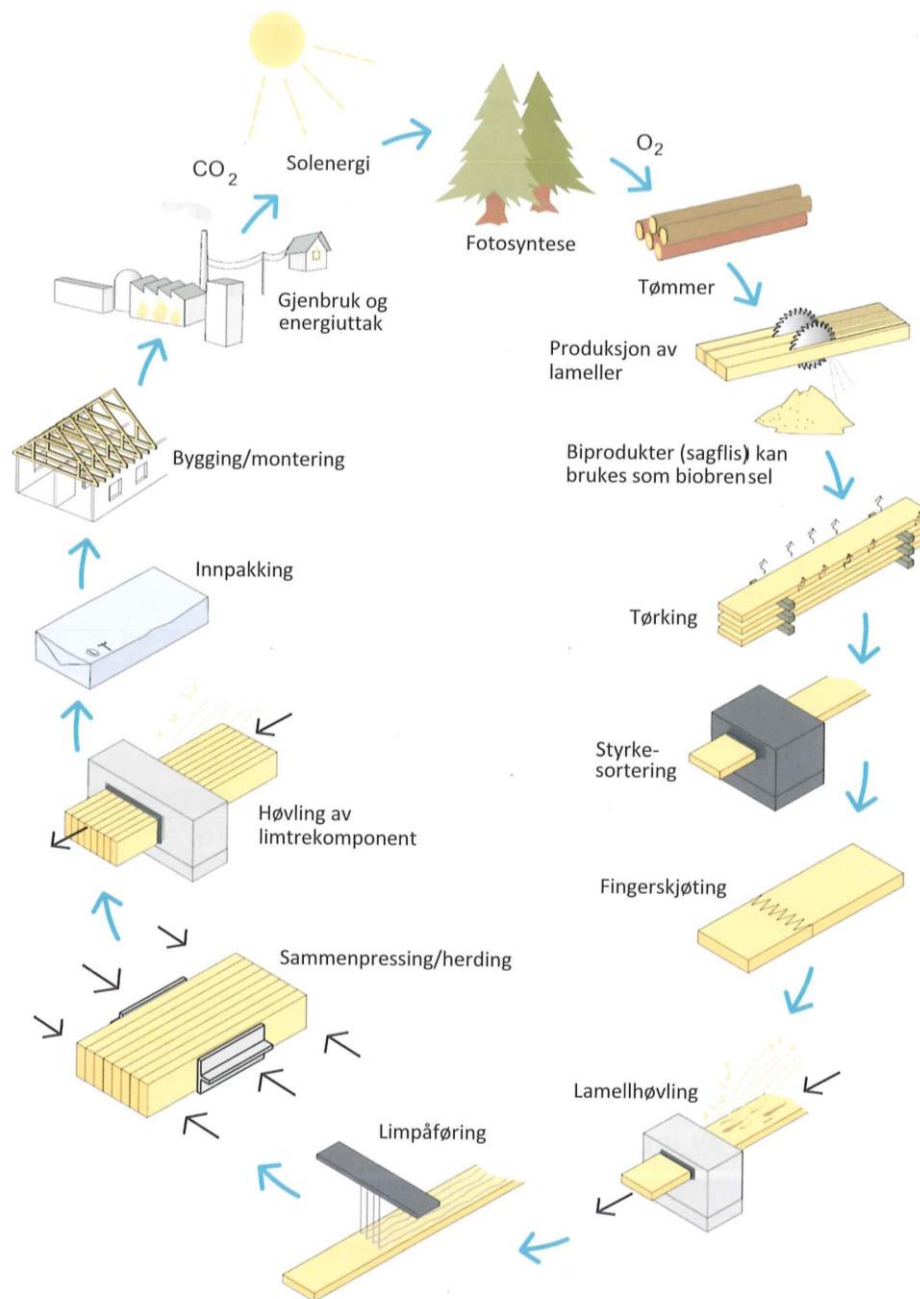 Solenergi
CO2
Fotosyntese
O2
Tømmer
Produksjon av
lameller
Biprodukter (sagflis) kan
brukes som biobrensel
Tørking
Styrke-
sortering
Fingerskjøting
Lamellhøvling
Limpåføring
Sammenpressing/herding
Høvling av
limtrekomponent
Innpakking
Bygging/montering
Gjenbruk og
energiuttak